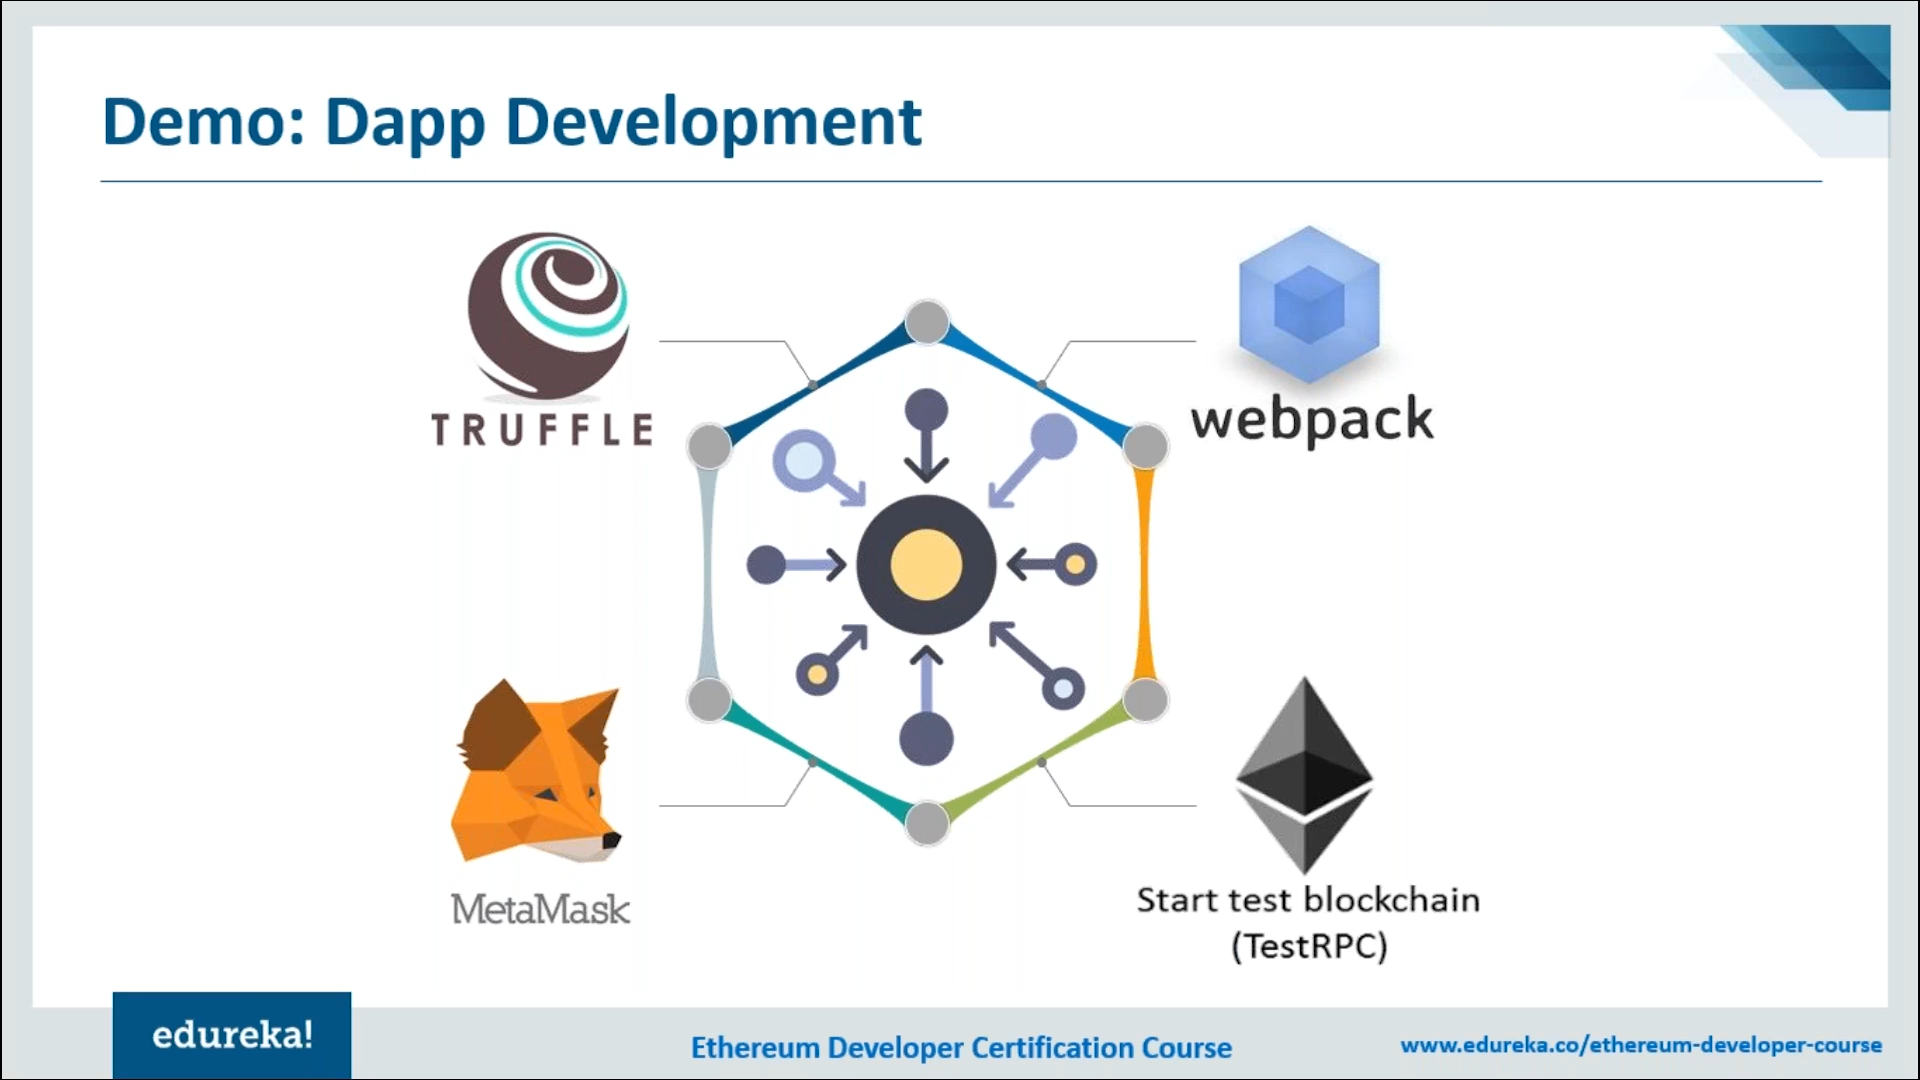 Demo: Dapp Development
TRUFFLE
webpack
MetaMask
Start test blockchain
(TestRPC)
edureka!
Ethereum Developer Certification Course
www.edureka.co/ethereum-developer-course